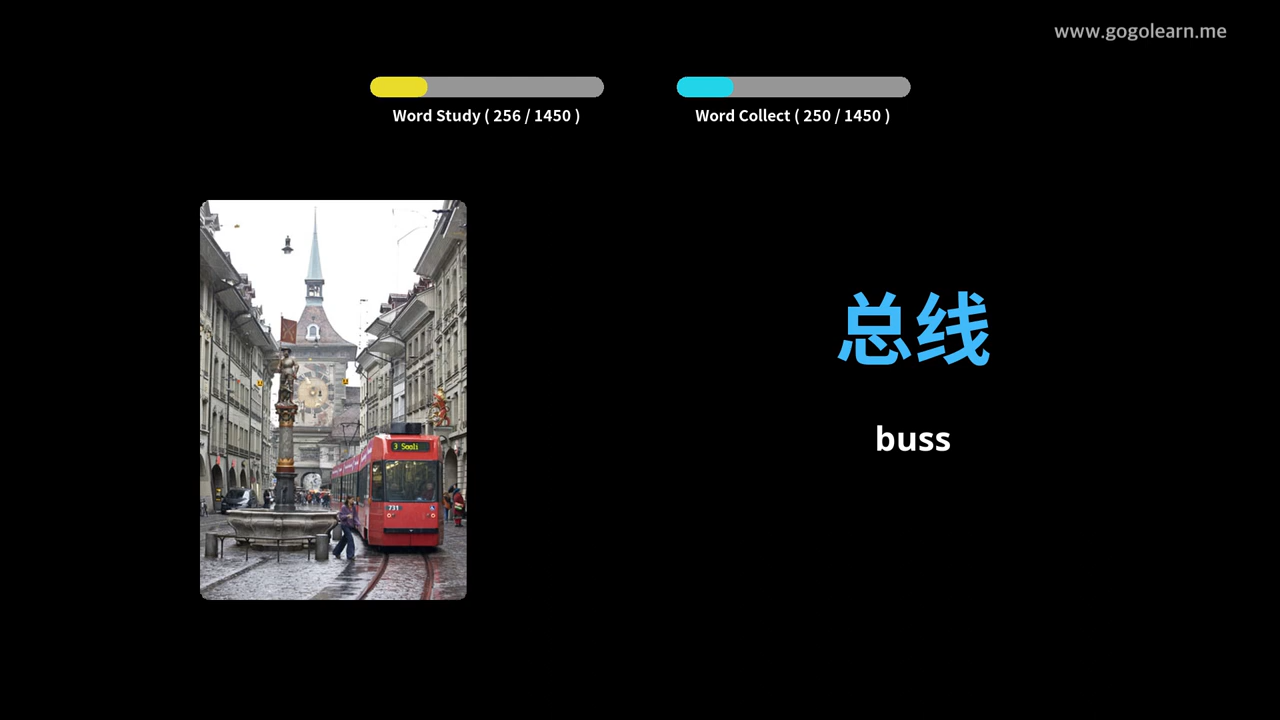 www.gogolearn.me
Word Study ( 256 / 1450 )
Word Collect ( 250 / 1450 )
总线
buss
3 Saali
731